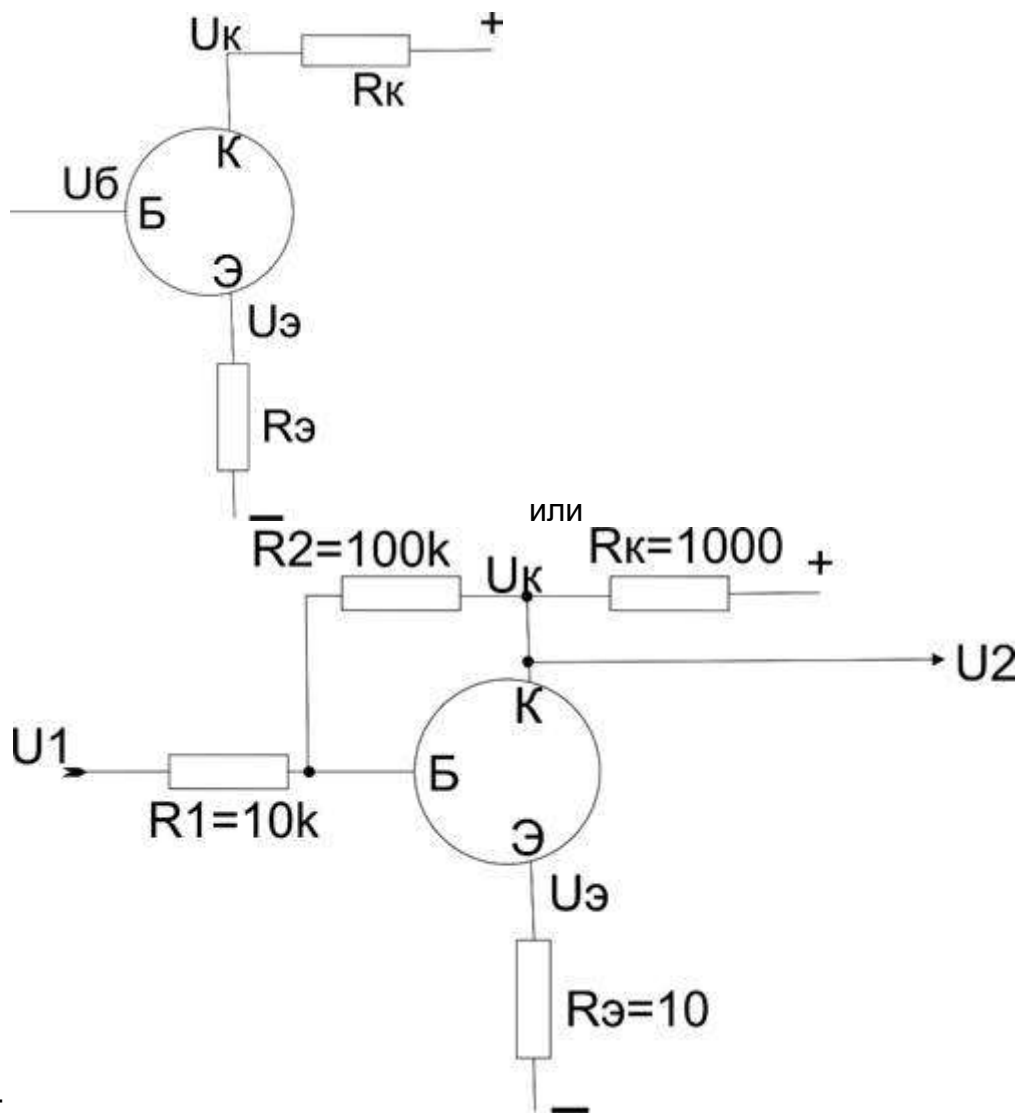 Uк
+
Rк
К
Uб
Б
Э
Uэ
Rэ
–
или
R2=100k
Uк
Rк=1000
+
U2
К
U1
Б
R1=10k
Э
Uэ
Rэ=10
–